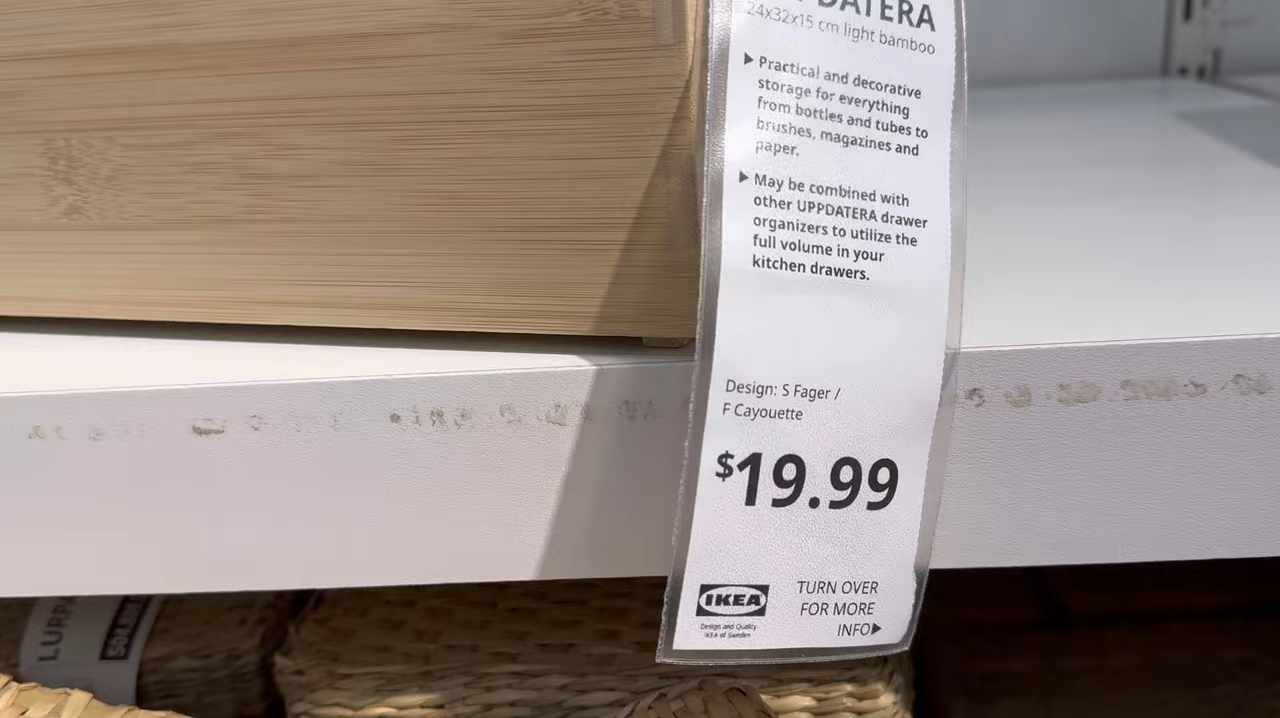 UPPDATERA
24x32x15 cm light bamboo
▶ Practical and decorative
storage for everything
from bottles and tubes to
brushes, magazines and
paper.
▶ May be combined with
other UPPDATERA drawer
organizers to utilize the
full volume in your
kitchen drawers.
Design: S Fager /
F Cayouette
$19.99
IKEA
Design and Quality
IKEA of Sweden
TURN OVER
FOR MORE
INFO▶
LURPA